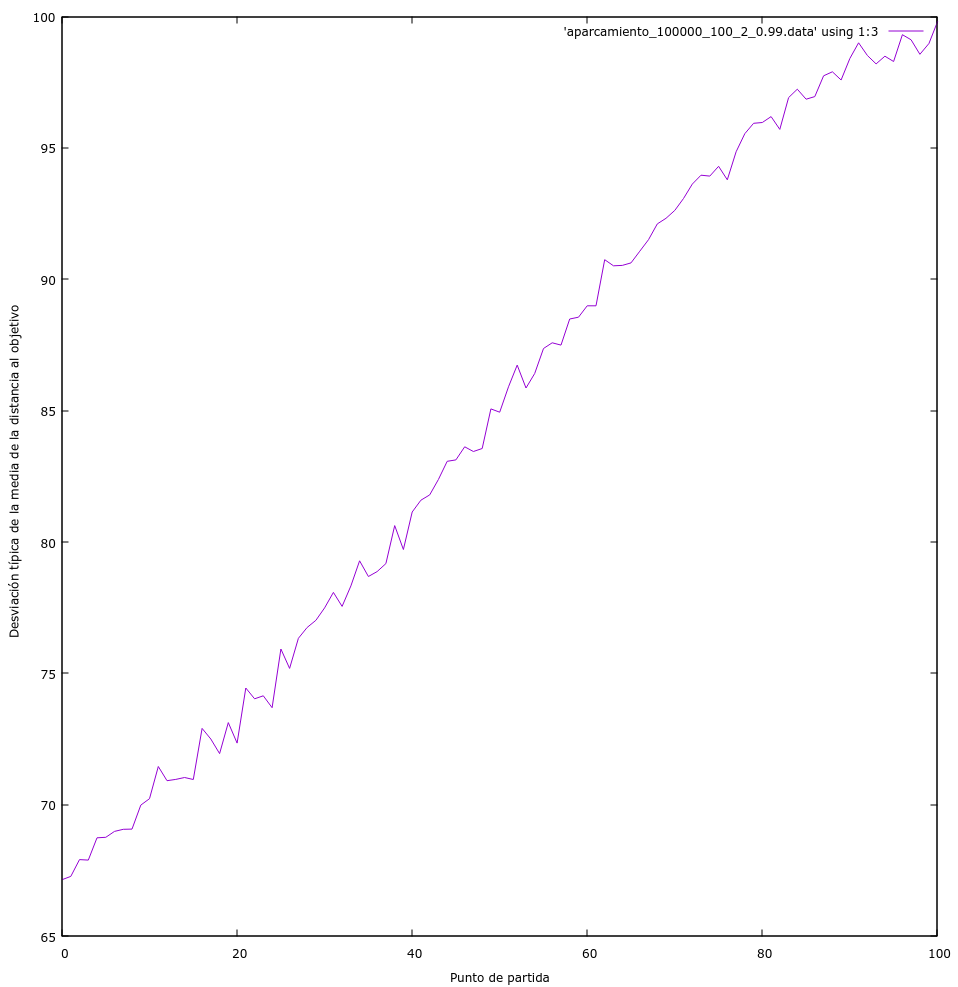 100
'aparcamiento_100000_100_2_0.99.data' using 1:3
95
90
85
80
75
70
65
Desviación típica de la media de la distancia al objetivo
0 20 40 60 80 100
Punto de partida